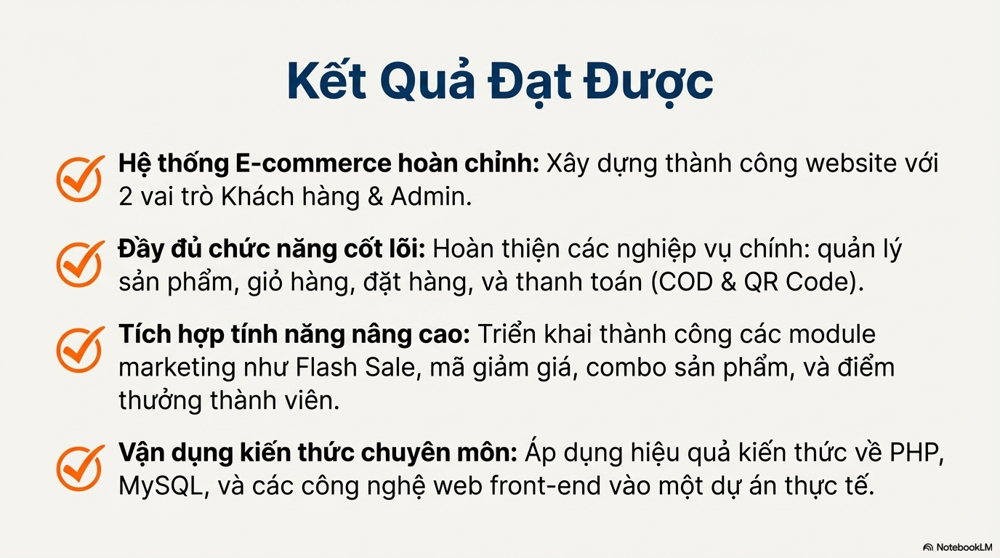 Kết Quả Đạt Được
Hệ thống E-commerce hoàn chỉnh: Xây dựng thành công website với
2 vai trò Khách hàng & Admin.
Đầy đủ chức năng cốt lõi: Hoàn thiện các nghiệp vụ chính: quản lý
sản phẩm, giỏ hàng, đặt hàng, và thanh toán (COD & QR Code).
Tích hợp tính năng nâng cao: Triển khai thành công các module
marketing như Flash Sale, mã giảm giá, combo sản phẩm, và điểm
thưởng thành viên.
Vận dụng kiến thức chuyên môn: Áp dụng hiệu quả kiến thức về PHP,
MySQL, và các công nghệ web front-end vào một dự án thực tế.
NotebookLM